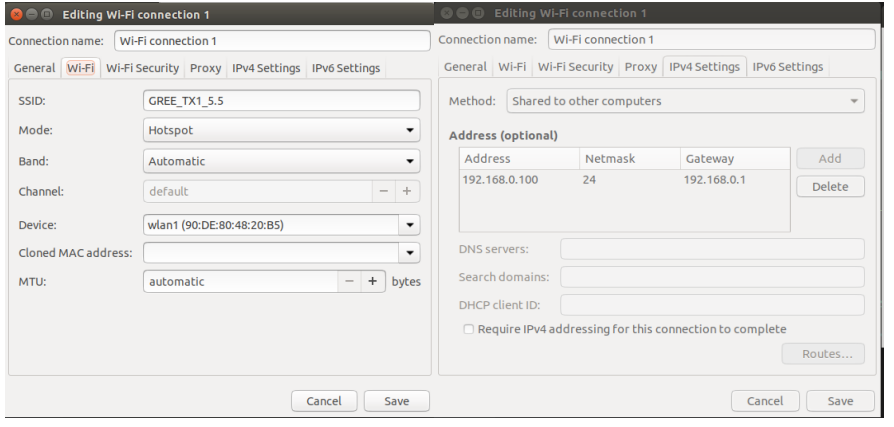 Editing Wi-Fi connection 1
Connection name: Wi-Fi connection 1
General Wi-Fi Wi-Fi Security Proxy IPv4 Settings IPv6 Settings
SSID: GREE_TX1_5.5
Mode: Hotspot
Band: Automatic
Channel: default
Device: wlan1 (90:DE:80:48:20:B5)
Cloned MAC address:
MTU: automatic bytes
Cancel Save
Editing Wi-Fi connection 1
Connection name: Wi-Fi connection 1
General Wi-Fi Wi-Fi Security Proxy IPv4 Settings IPv6 Settings
Method: Shared to other computers
Address (optional)
Address Netmask Gateway Add
192.168.0.100 24 192.168.0.1 Delete
DNS servers:
Search domains:
DHCP client ID:
Require IPv4 addressing for this connection to complete
Routes...
Cancel Save